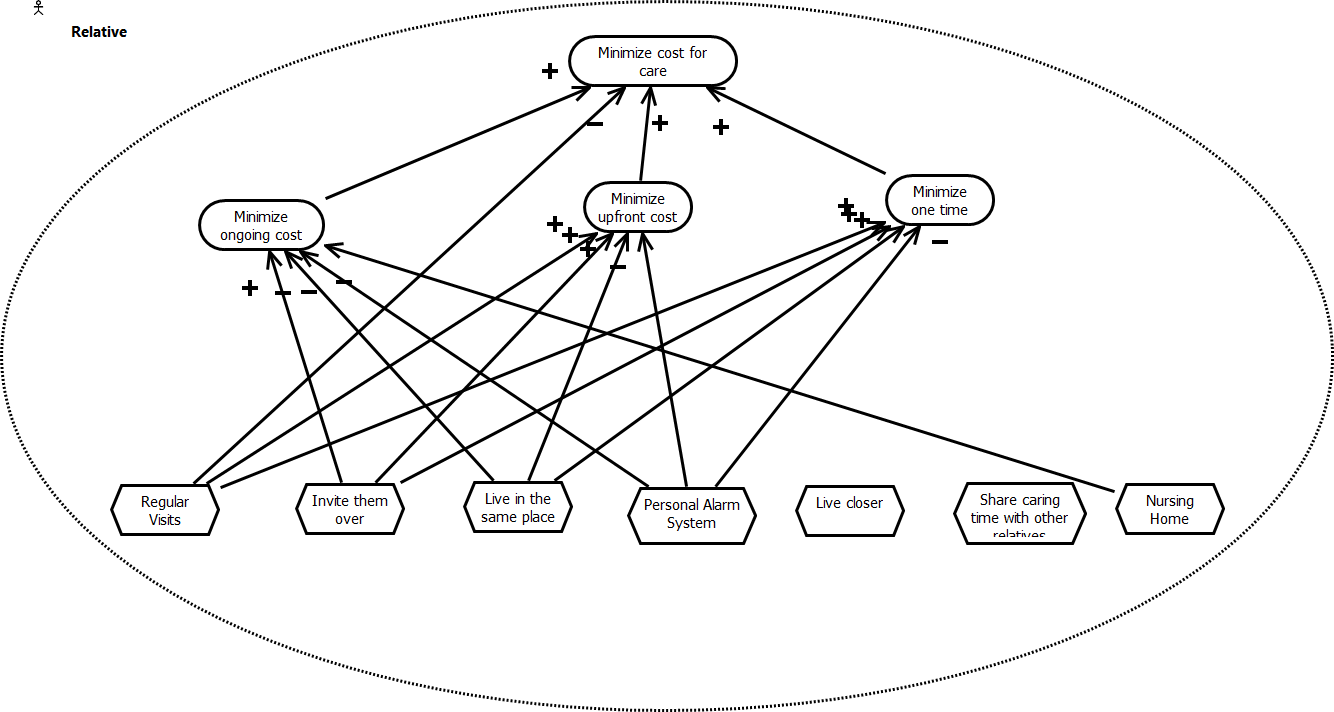 Relative
Minimize cost for
care
+
−
+
+
Minimize
ongoing cost
Minimize
upfront cost
Minimize
one time
+
+
+
−
+
+
+
−
−
+
−
−
−
Regular
Visits
Invite them
over
Live in the
same place
Personal Alarm
System
Live closer
Share caring
time with other
relatives
Nursing
Home